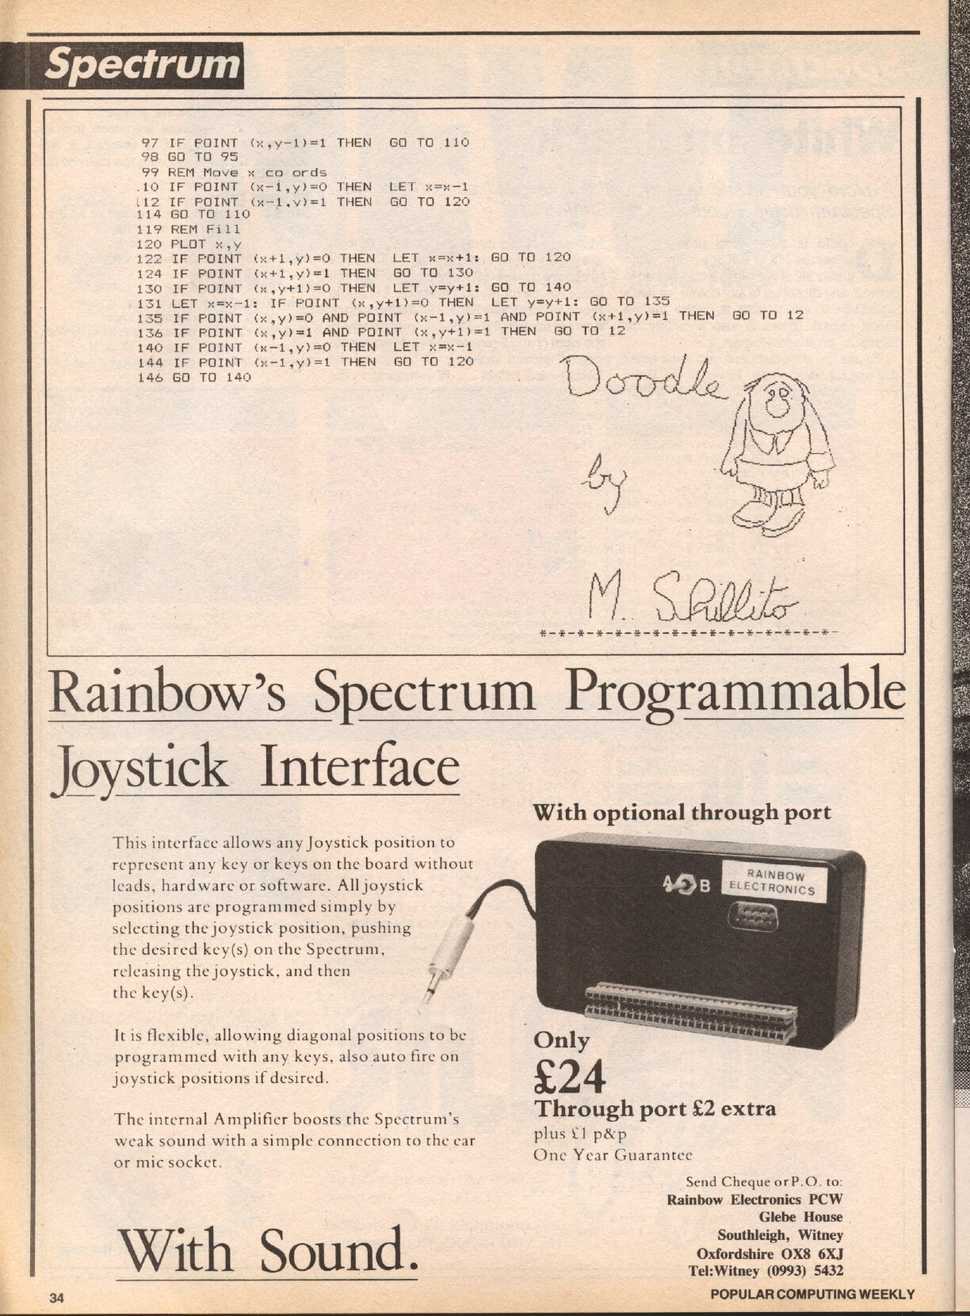 Spectrum
97 IF POINT (x,y-1)=1 THEN GO TO 110
98 GO TO 95
99 REM Move x co ords
.10 IF POINT (x-1,y)=0 THEN LET x=x-1
112 IF POINT (x-1,y)=1 THEN GO TO 120
114 GO TO 110
119 REM Fill
120 PLOT x,y
122 IF POINT (x+1,y)=0 THEN LET x=x+1: GO TO 120
124 IF POINT (x+1,y)=1 THEN GO TO 130
130 IF POINT (x,y+1)=0 THEN LET y=y+1: GO TO 140
131 LET x=x-1: IF POINT (x,y+1)=0 THEN LET y=y+1: GO TO 135
135 IF POINT (x,y)=0 AND POINT (x-1,y)=1 AND POINT (x+1,y)=1 THEN GO TO 12
136 IF POINT (x,y)=1 AND POINT (x,y+1)=1 THEN GO TO 12
140 IF POINT (x-1,y)=0 THEN LET x=x-1
144 IF POINT (x-1,y)=1 THEN GO TO 120
146 GO TO 140
Doodle
by
M. Shillito
*-*-*-*-*-*-*-*-*-*-*-*-*-*-*-*-
Rainbow's Spectrum Programmable
Joystick Interface
This interface allows any Joystick position to
represent any key or keys on the board without
leads, hardware or software. All joystick
positions are programmed simply by
selecting the joystick position, pushing
the desired key(s) on the Spectrum,
releasing the joystick, and then
the key(s).
It is flexible, allowing diagonal positions to be
programmed with any keys, also auto fire on
joystick positions if desired.
The internal Amplifier boosts the Spectrum's
weak sound with a simple connection to the ear
or mic socket.
With Sound.
With optional through port
A B
RAINBOW
ELECTRONICS
Only
£24
Through port £2 extra
plus £1 p&p
One Year Guarantee
Send Cheque or P.O. to:
Rainbow Electronics PCW
Glebe House
Southleigh, Witney
Oxfordshire OX8 6XJ
Tel:Witney (0993) 5432
34
POPULAR COMPUTING WEEKLY